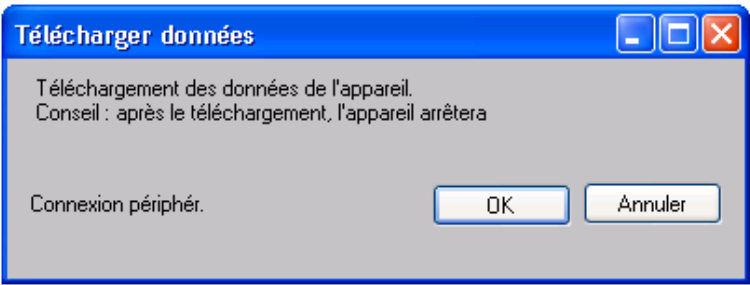 Télécharger données
Téléchargement des données de l'appareil.
Conseil : après le téléchargement, l'appareil arrêtera
Connexion périphér.
OK
Annuler